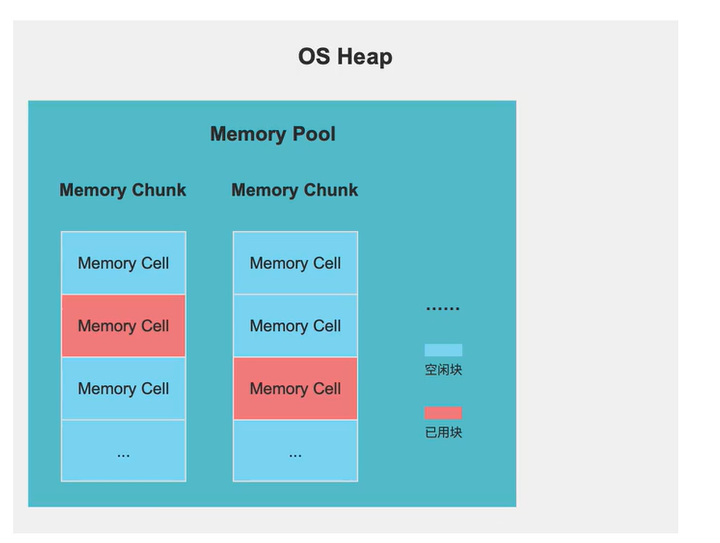 OS Heap
Memory Pool
Memory Chunk
Memory Chunk
Memory Cell
Memory Cell
Memory Cell
...
Memory Cell
Memory Cell
Memory Cell
...
......
空闲块
已用块